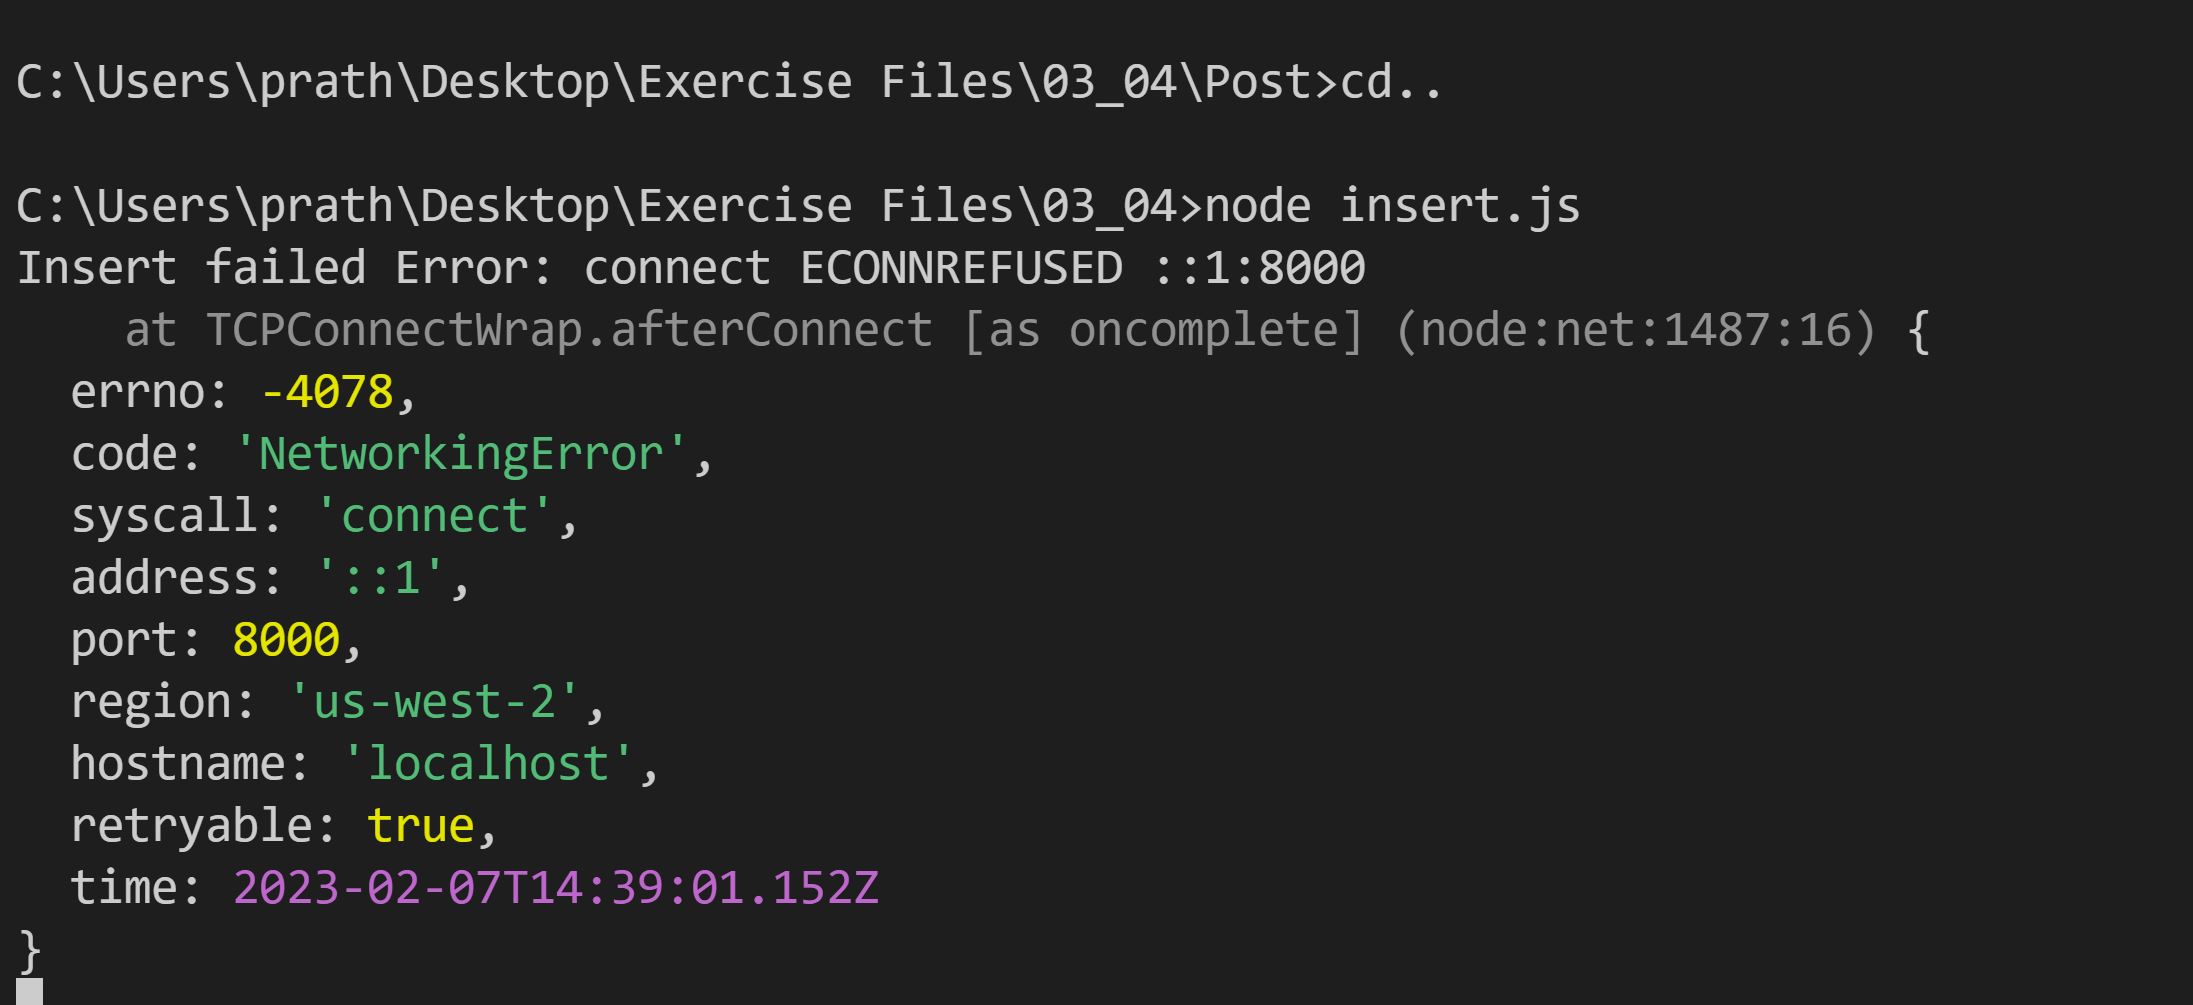 C:\Users\prath\Desktop\Exercise Files\03_04\Post>cd..
C:\Users\prath\Desktop\Exercise Files\03_04>node insert.js
Insert failed Error: connect ECONNREFUSED ::1:8000
    at TCPConnectWrap.afterConnect [as oncomplete] (node:net:1487:16) {
  errno: -4078,
  code: 'NetworkingError',
  syscall: 'connect',
  address: '::1',
  port: 8000,
  region: 'us-west-2',
  hostname: 'localhost',
  retryable: true,
  time: 2023-02-07T14:39:01.152Z
}